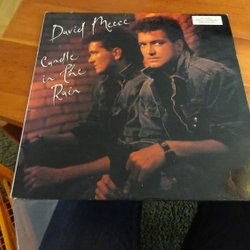 David Meece
Candle
in the
Rain